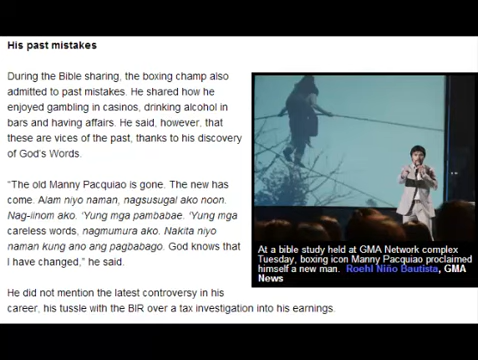 His past mistakes
During the Bible sharing, the boxing champ also
admitted to past mistakes. He shared how he
enjoyed gambling in casinos, drinking alcohol in
bars and having affairs. He said, however, that
these are vices of the past, thanks to his discovery
of God's Words.
“The old Manny Pacquiao is gone. The new has
come. Alam niyo naman, nagsusugal ako noon.
Nag-iinom ako. ‘Yung mga pambabae. ‘Yung mga
careless words, nagmumura ako. Nakita niyo
naman kung ano ang pagbabago. God knows that
I have changed,” he said.
He did not mention the latest controversy in his
career, his tussle with the BIR over a tax investigation into his earnings.
At a bible study held at GMA Network complex
Tuesday, boxing icon Manny Pacquiao proclaimed
himself a new man. Roehl Niño Bautista, GMA
News